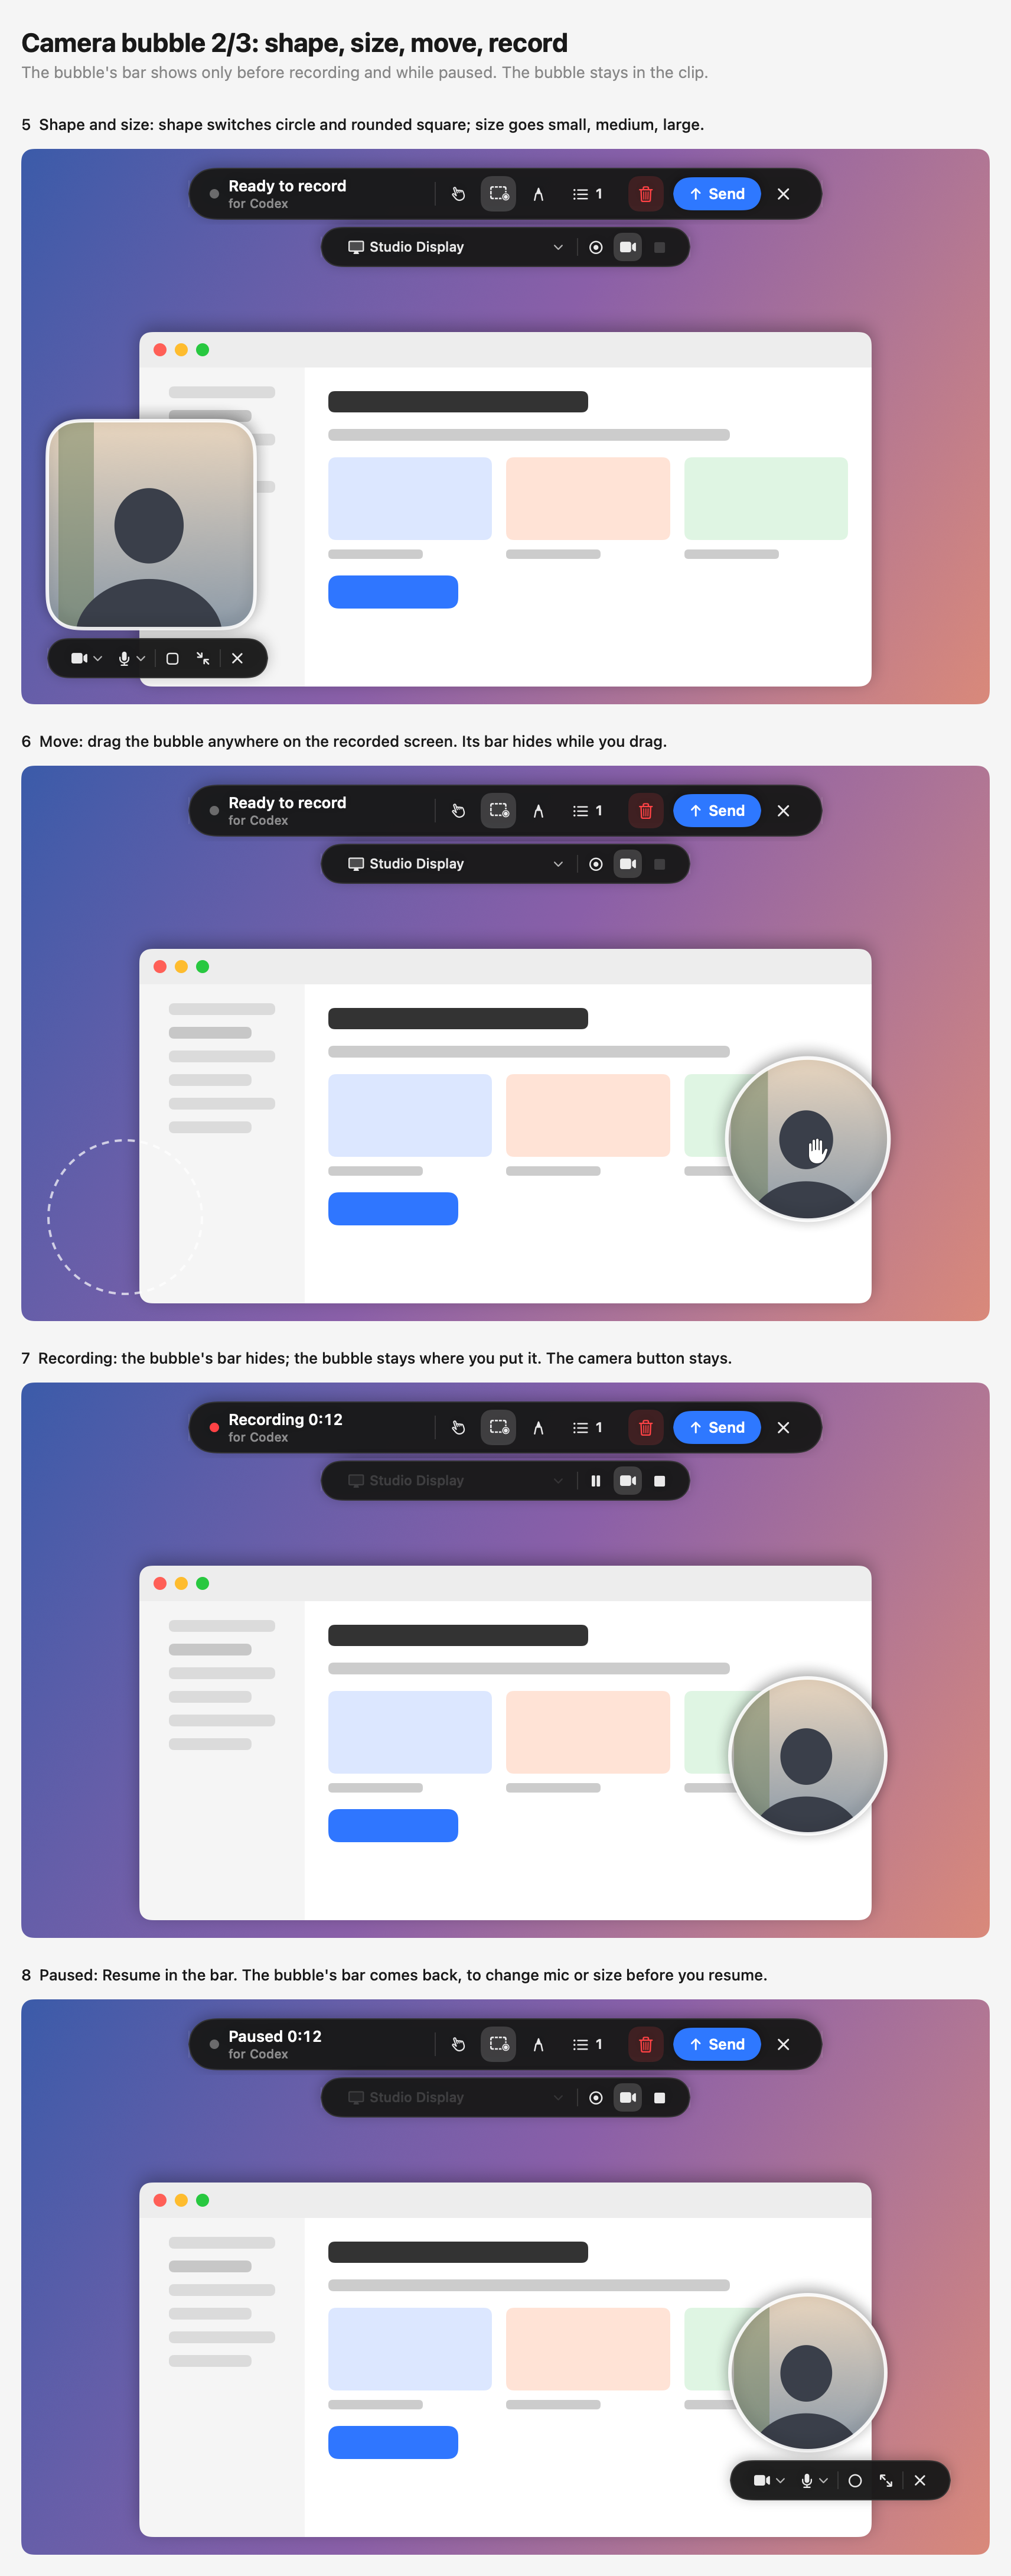 Camera bubble 2/3: shape, size, move, record
The bubble's bar shows only before recording and while paused. The bubble stays in the clip.
5 Shape and size: shape switches circle and rounded square; size goes small, medium, large.
Ready to record
for Codex
1
Send
Studio Display
6 Move: drag the bubble anywhere on the recorded screen. Its bar hides while you drag.
Ready to record
for Codex
1
Send
Studio Display
7 Recording: the bubble's bar hides; the bubble stays where you put it. The camera button stays.
Recording 0:12
for Codex
1
Send
Studio Display
8 Paused: Resume in the bar. The bubble's bar comes back, to change mic or size before you resume.
Paused 0:12
for Codex
1
Send
Studio Display